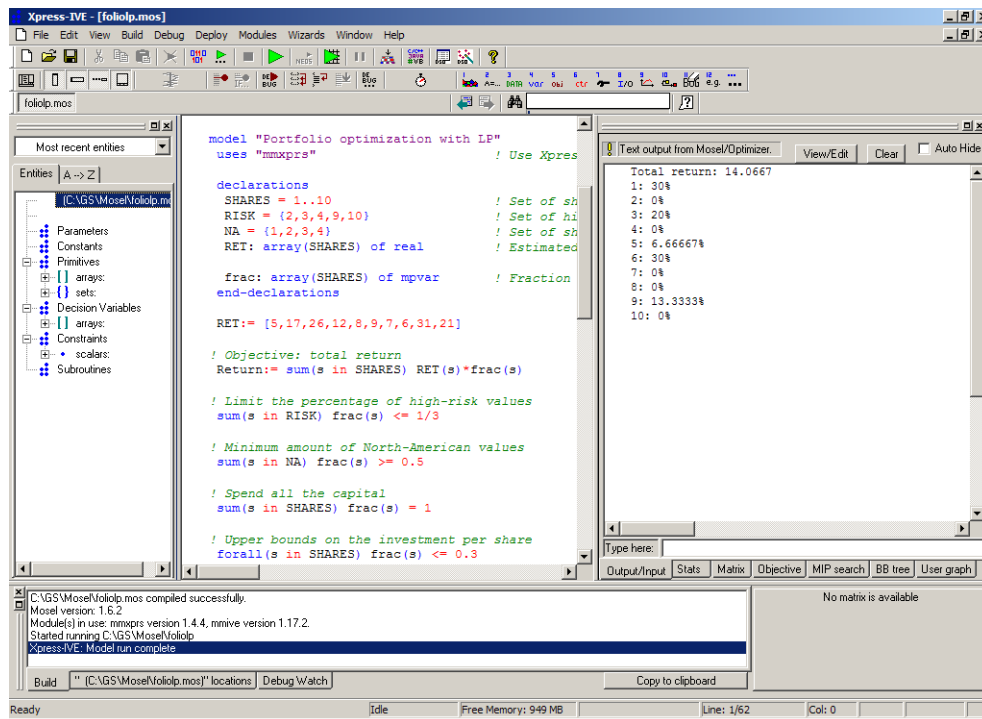 Xpress-IVE - [foliolp.mos]
File Edit View Build Debug Deploy Modules Wizards Window Help
foliolp.mos
Most recent entities
Entities A --> Z
(C:\GS\Mosel\foliolp.mo
Parameters
Constants
Primitives
[ ] arrays:
{ } sets:
Decision Variables
[ ] arrays:
Constraints
scalars:
Subroutines
model "Portfolio optimization with LP"
uses "mmxprs" ! Use Xpres
declarations
SHARES = 1..10 ! Set of sh
RISK = {2,3,4,9,10} ! Set of hi
NA = {1,2,3,4} ! Set of sh
RET: array(SHARES) of real ! Estimated
frac: array(SHARES) of mpvar ! Fraction
end-declarations
RET:= [5,17,26,12,8,9,7,6,31,21]
! Objective: total return
Return:= sum(s in SHARES) RET(s)*frac(s)
! Limit the percentage of high-risk values
sum(s in RISK) frac(s) <= 1/3
! Minimum amount of North-American values
sum(s in NA) frac(s) >= 0.5
! Spend all the capital
sum(s in SHARES) frac(s) = 1
! Upper bounds on the investment per share
forall(s in SHARES) frac(s) <= 0.3
Text output from Mosel/Optimizer. View/Edit Clear Auto Hide
Total return: 14.0667
1: 30%
2: 0%
3: 20%
4: 0%
5: 6.66667%
6: 30%
7: 0%
8: 0%
9: 13.3333%
10: 0%
Type here:
Output/Input Stats Matrix Objective MIP search BB tree User graph
C:\GS\Mosel\foliolp.mos compiled successfully.
Mosel version: 1.6.2
Module(s) in use: mmxprs version 1.4.4, mmive version 1.17.2.
Started running C:\GS\Mosel\foliolp
Xpress-IVE: Model run complete
Build '' (C:\GS\Mosel\foliolp.mos)'' locations Debug Watch
Copy to clipboard
No matrix is available
Ready Idle Free Memory: 949 MB Line: 1/62 Col: 0